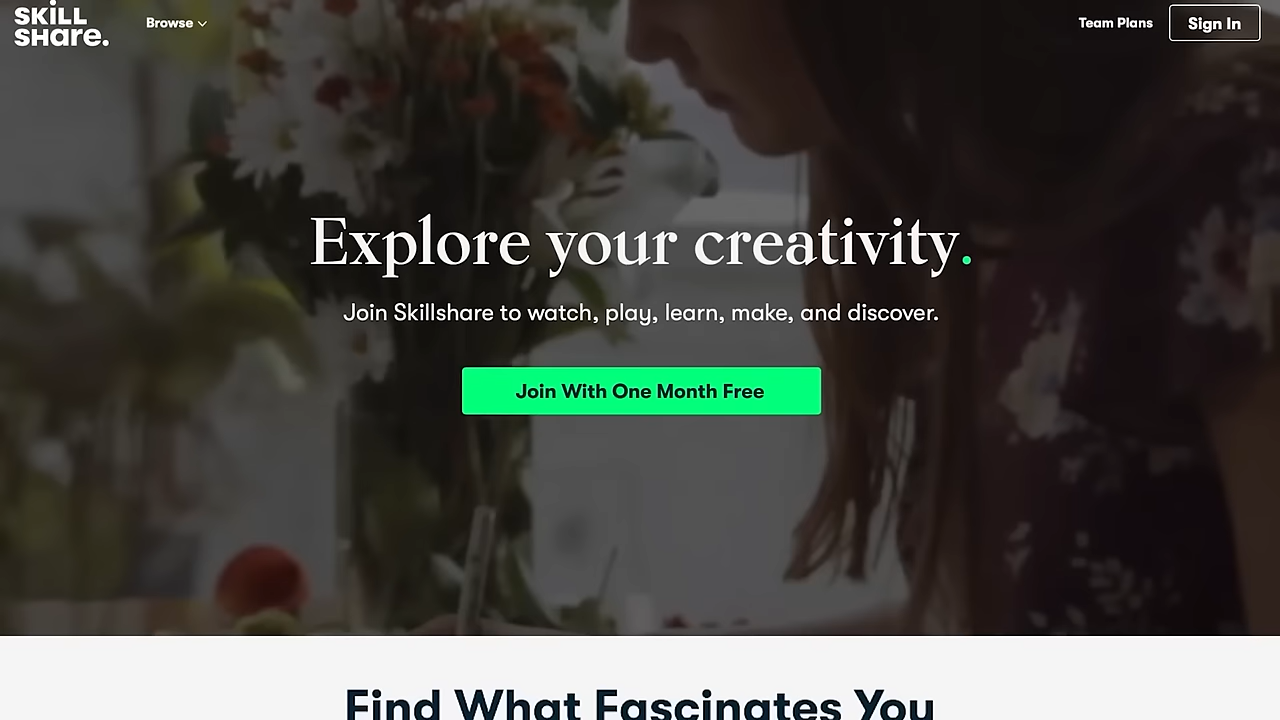 SKiLL
SHare.
Browse
Team Plans
Sign In
Explore your creativity.
Join Skillshare to watch, play, learn, make, and discover.
Join With One Month Free
Find What Fascinates You